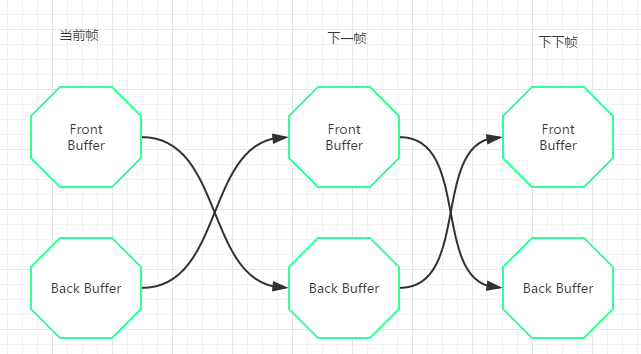 当前帧
下一帧
下下帧
Front
Buffer
Front
Buffer
Front
Buffer
Back Buffer
Back Buffer
Back Buffer